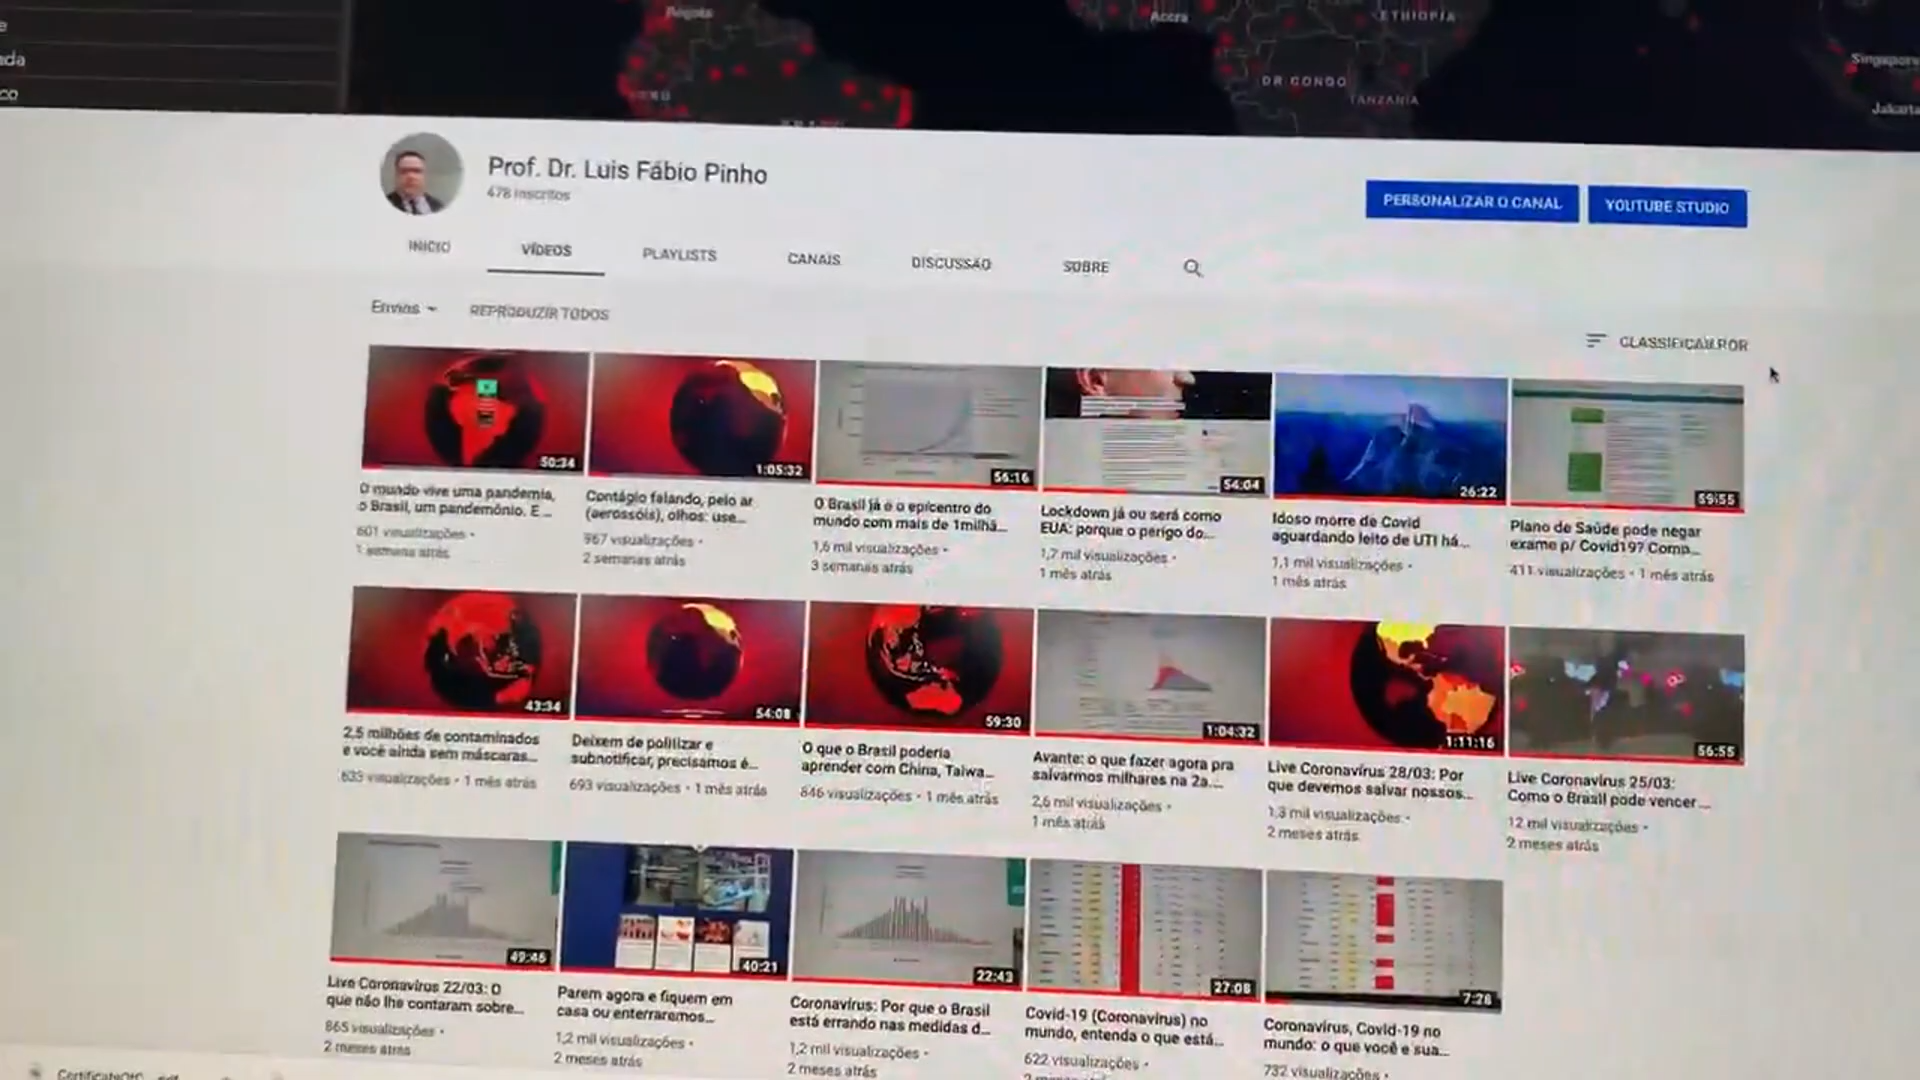 Bogota
Accra
ETHIOPIA
ada
DR CONGO
TANZANIA
Singapore
co
Jakarta
Prof. Dr. Luis Fábio Pinho
478 inscritos
PERSONALIZAR O CANAL
YOUTUBE STUDIO
INÍCIO
VÍDEOS
PLAYLISTS
CANAIS
DISCUSSÃO
SOBRE
Envios
REPRODUZIR TODOS
CLASSIFICAR POR
50:34
1:05:32
56:16
54:04
26:22
59:55
O mundo vive uma pandemia,
o Brasil, um pandemônio. E...
601 visualizações •
1 semana atrás
Contágio falando, pelo ar
(aerossóis), olhos: use...
967 visualizações •
2 semanas atrás
O Brasil já é o epicentro do
mundo com mais de 1milhã...
1,6 mil visualizações •
3 semanas atrás
Lockdown já ou será como
EUA: porque o perigo do...
1,7 mil visualizações •
1 mês atrás
Idoso morre de Covid
aguardando leito de UTI há...
1,1 mil visualizações •
1 mês atrás
Plano de Saúde pode negar
exame p/ Covid19? Comp...
411 visualizações • 1 mês atrás
43:34
54:08
59:30
1:04:32
1:11:16
56:55
2,5 milhões de contaminados
e você ainda sem máscaras...
633 visualizações • 1 mês atrás
Deixem de politizar e
subnotificar, precisamos é...
693 visualizações • 1 mês atrás
O que o Brasil poderia
aprender com China, Taiwa...
846 visualizações • 1 mês atrás
Avante: o que fazer agora pra
salvarmos milhares na 2a....
2,6 mil visualizações •
1 mês atrás
Live Coronavírus 28/03: Por
que devemos salvar nossos...
1,3 mil visualizações •
2 meses atrás
Live Coronavirus 25/03:
Como o Brasil pode vencer ...
12 mil visualizações •
2 meses atrás
49:46
40:21
22:43
27:08
7:28
Live Coronavírus 22/03: O
que não lhe contaram sobre...
865 visualizações •
2 meses atrás
Parem agora e fiquem em
casa ou enterraremos...
1,2 mil visualizações •
2 meses atrás
Coronavírus: Por que o Brasil
está errando nas medidas d...
1,2 mil visualizações •
2 meses atrás
Covid-19 (Coronavírus) no
mundo, entenda o que está...
622 visualizações •
Coronavírus, Covid-19 no
mundo: o que você e sua...
732 visualizações •